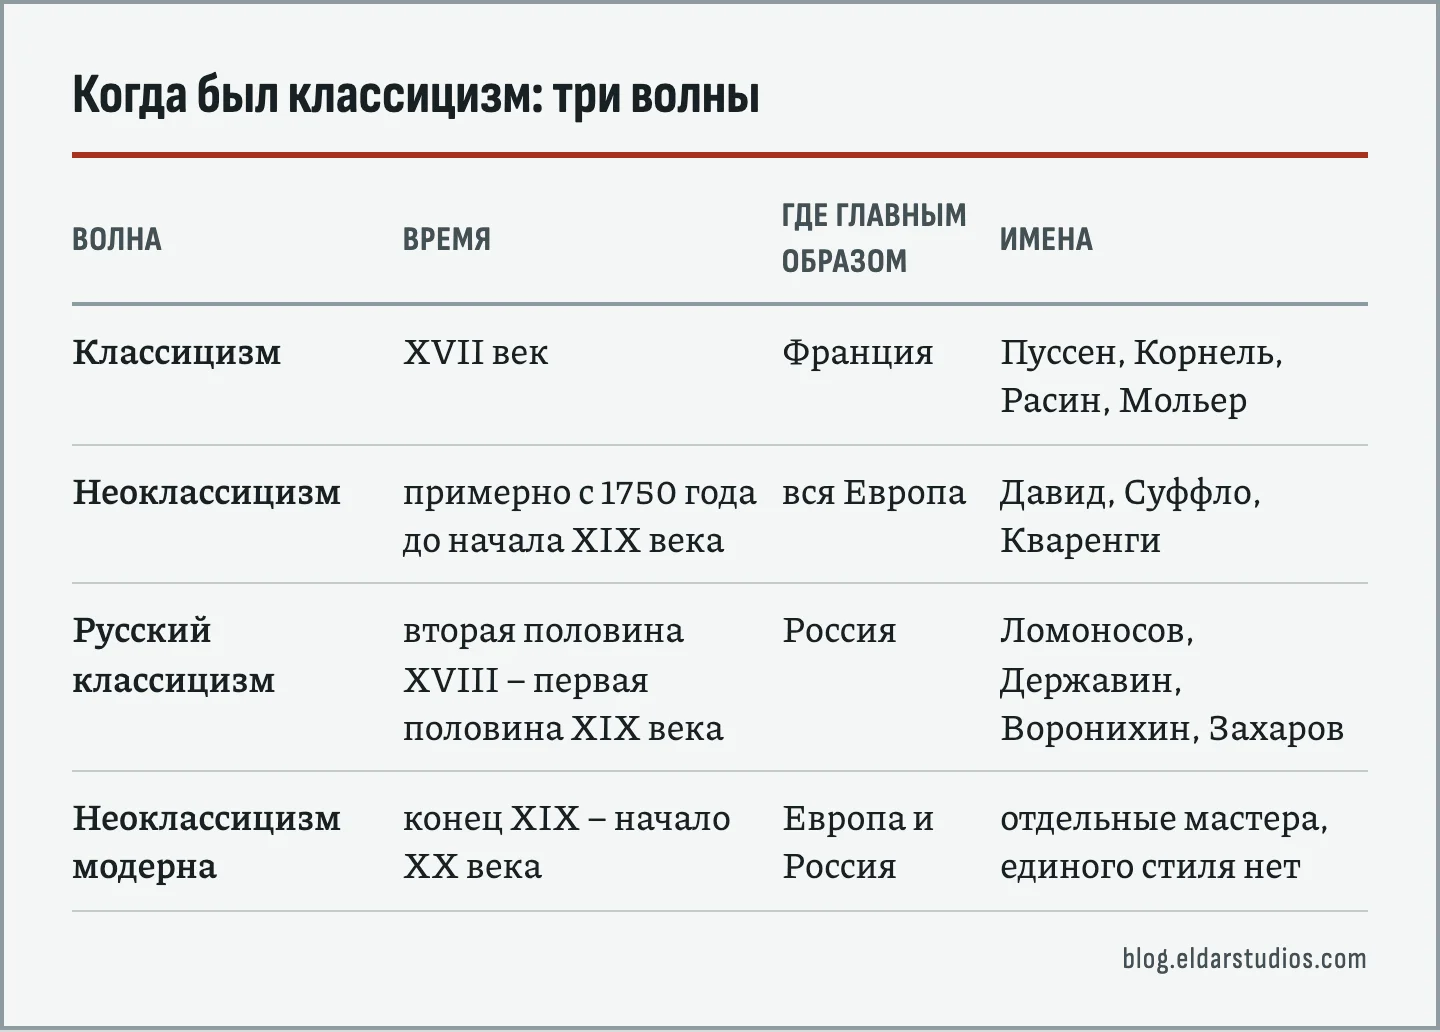 Когда был классицизм: три волны
ВОЛНА ВРЕМЯ ГДЕ ГЛАВНЫМ ОБРАЗОМ ИМЕНА
Классицизм XVII век Франция Пуссен, Корнель,
Расин, Мольер
Неоклассицизм примерно с 1750 года вся Европа Давид, Суффло,
до начала XIX века Кваренги
Русский вторая половина Россия Ломоносов,
классицизм XVIII – первая Державин,
половина XIX века Воронихин, Захаров
Неоклассицизм конец XIX – начало Европа и отдельные мастера,
модерна XX века Россия единого стиля нет
blog.eldarstudios.com